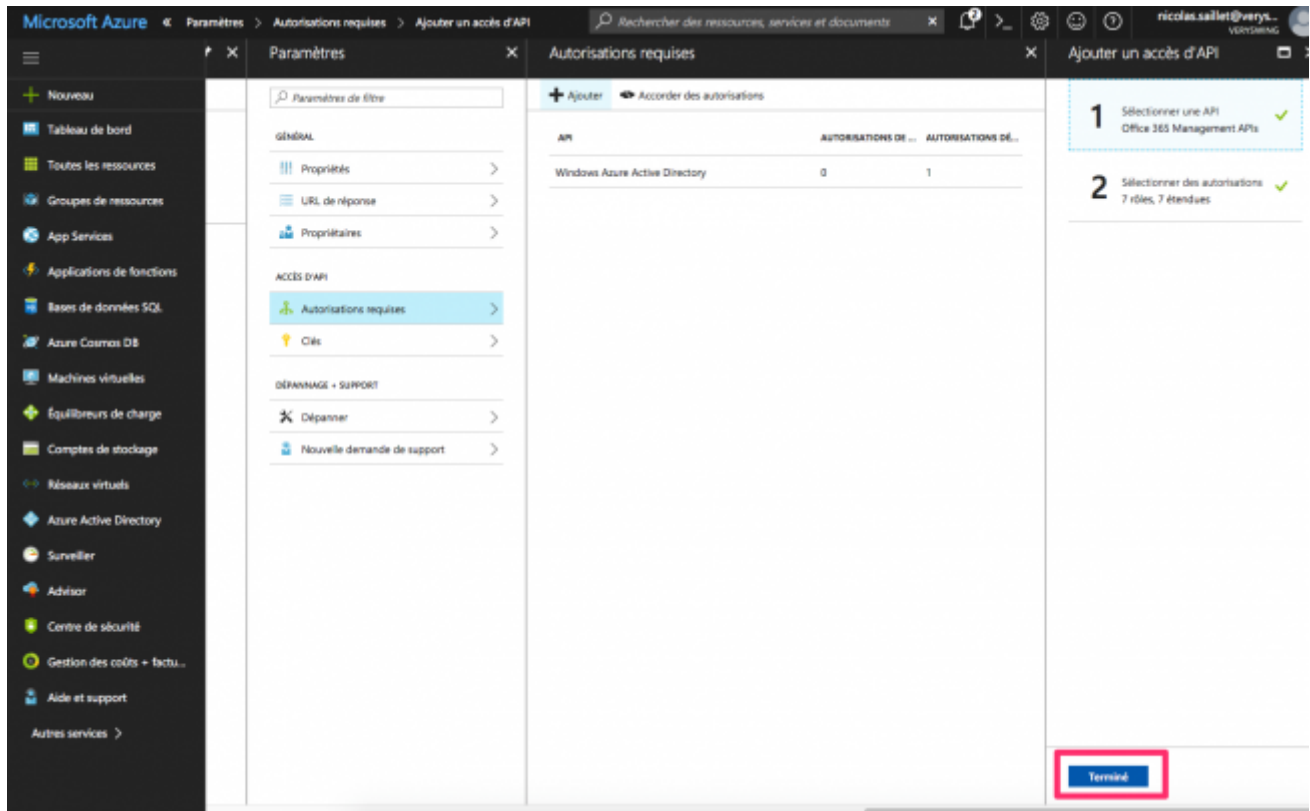 Microsoft Azure « Paramètres > Autorisations requises > Ajouter un accès d'API
Rechercher des ressources, services et documents
2
nicolas.saillet@verys...
VERYSWING
Paramètres
Autorisations requises
Ajouter un accès d'API
Nouveau
Tableau de bord
Toutes les ressources
Groupes de ressources
App Services
Applications de fonctions
Bases de données SQL
Azure Cosmos DB
Machines virtuelles
Équilibreurs de charge
Comptes de stockage
Réseaux virtuels
Azure Active Directory
Surveiller
Advisor
Centre de sécurité
Gestion des coûts + factu...
Aide et support
Autres services >
Paramètres de filtre
GÉNÉRAL
Propriétés
URL de réponse
Propriétaires
ACCÈS D'API
Autorisations requises
Clés
DÉPANNAGE + SUPPORT
Dépanner
Nouvelle demande de support
Ajouter
Accorder des autorisations
API
AUTORISATIONS DE ...
AUTORISATIONS DÉ...
Windows Azure Active Directory
0
1
1
Sélectionner une API
Office 365 Management APIs
2
Sélectionner des autorisations
7 rôles, 7 étendues
Terminé